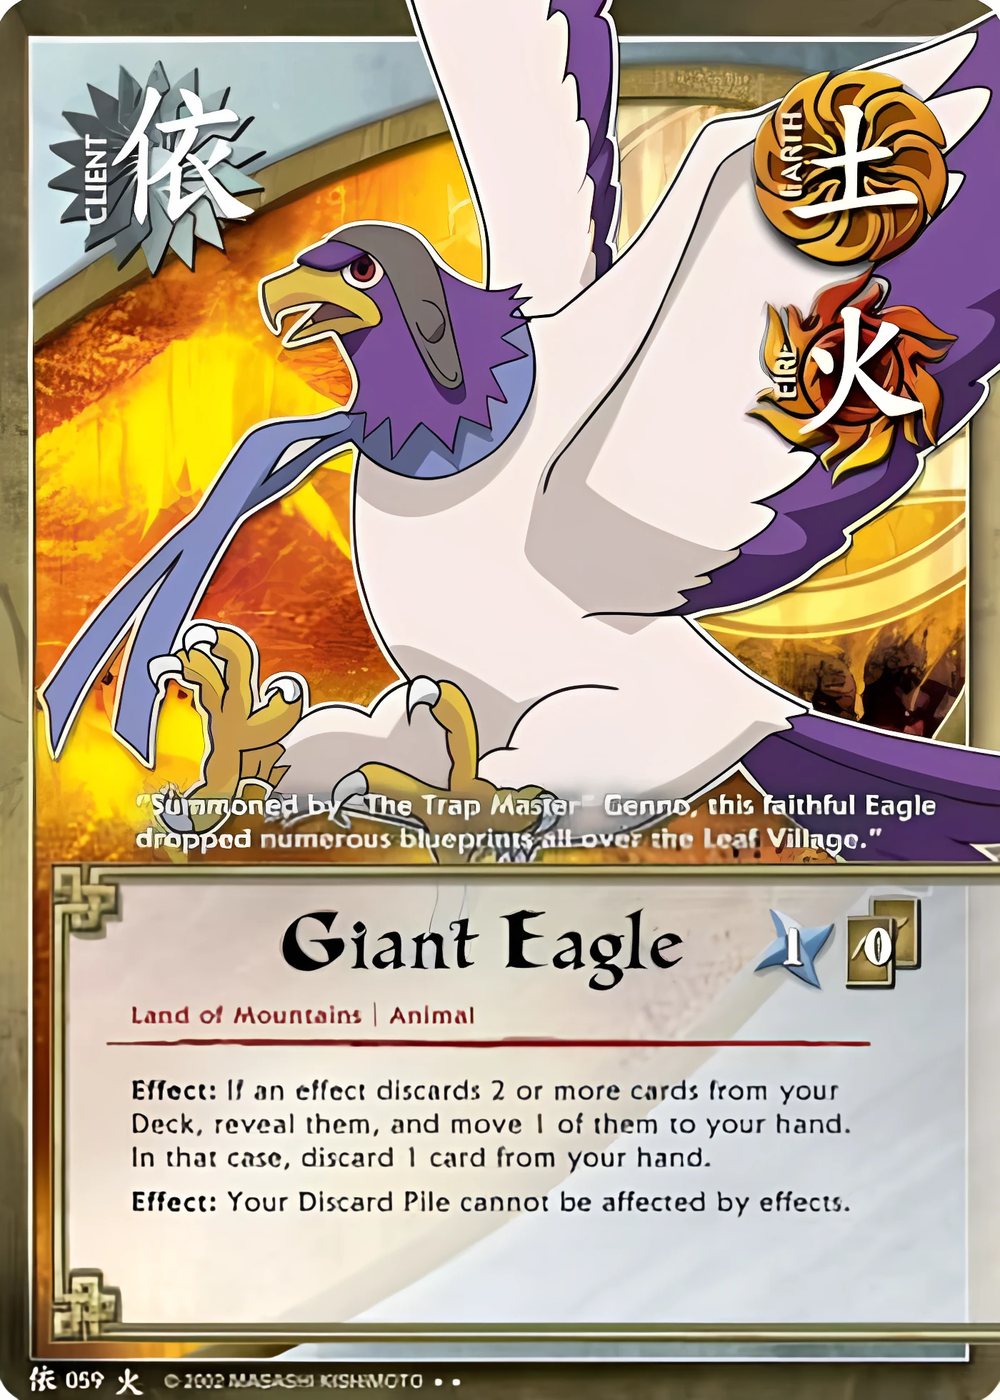 CLIENT
依
EARTH
土
FIRE
火
"Summoned by "The Trap Master" Genno, this faithful Eagle
dropped numerous blueprints all over the Leaf Village."
Giant Eagle
1
0
Land of Mountains | Animal
Effect: If an effect discards 2 or more cards from your
Deck, reveal them, and move 1 of them to your hand.
In that case, discard 1 card from your hand.
Effect: Your Discard Pile cannot be affected by effects.
依 059 火 © 2002 MASASHI KISHIMOTO